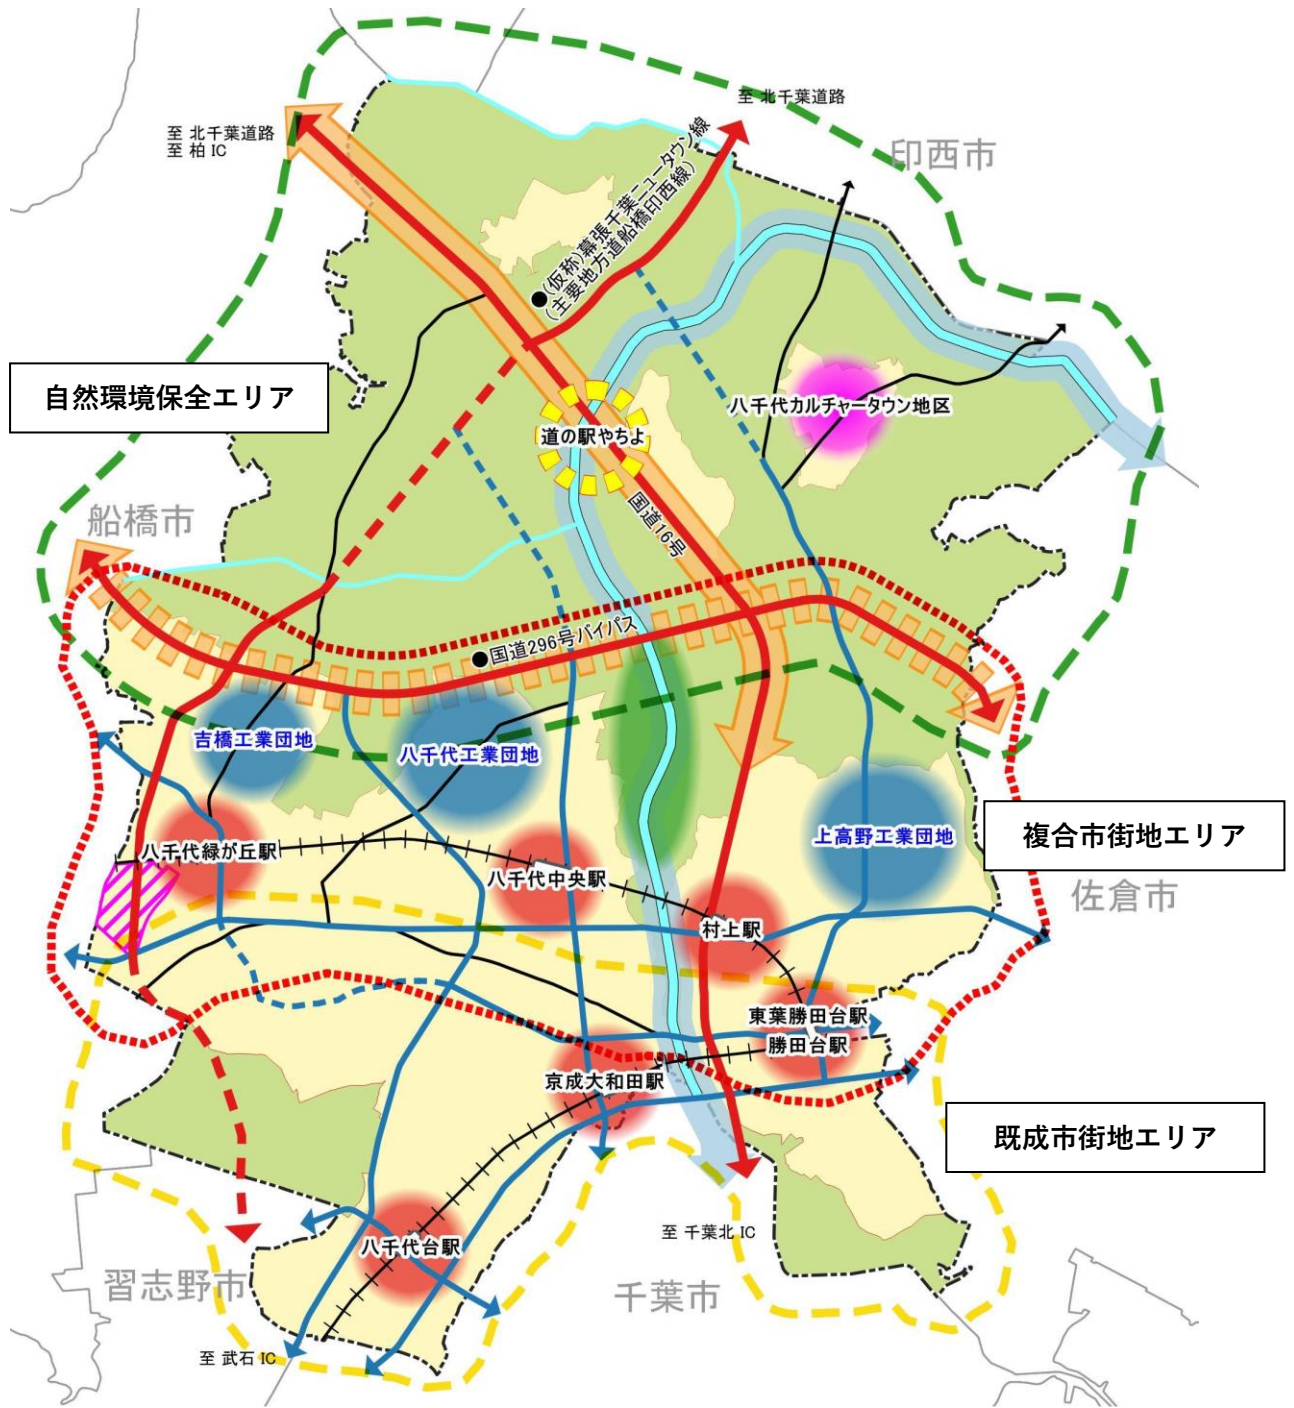 至 北千葉道路
至 北千葉道路
至 柏 IC
印西市
(仮称)幕張千葉ニュータウン線
(主要地方道船橋印西線)
自然環境保全エリア
八千代カルチャータウン地区
道の駅やちよ
船橋市
国道16号
国道296号バイパス
吉橋工業団地
八千代工業団地
上高野工業団地
複合市街地エリア
八千代緑が丘駅
八千代中央駅
佐倉市
村上駅
東葉勝田台駅
勝田台駅
京成大和田駅
既成市街地エリア
至 千葉北 IC
八千代台駅
習志野市
千葉市
至 武石 IC